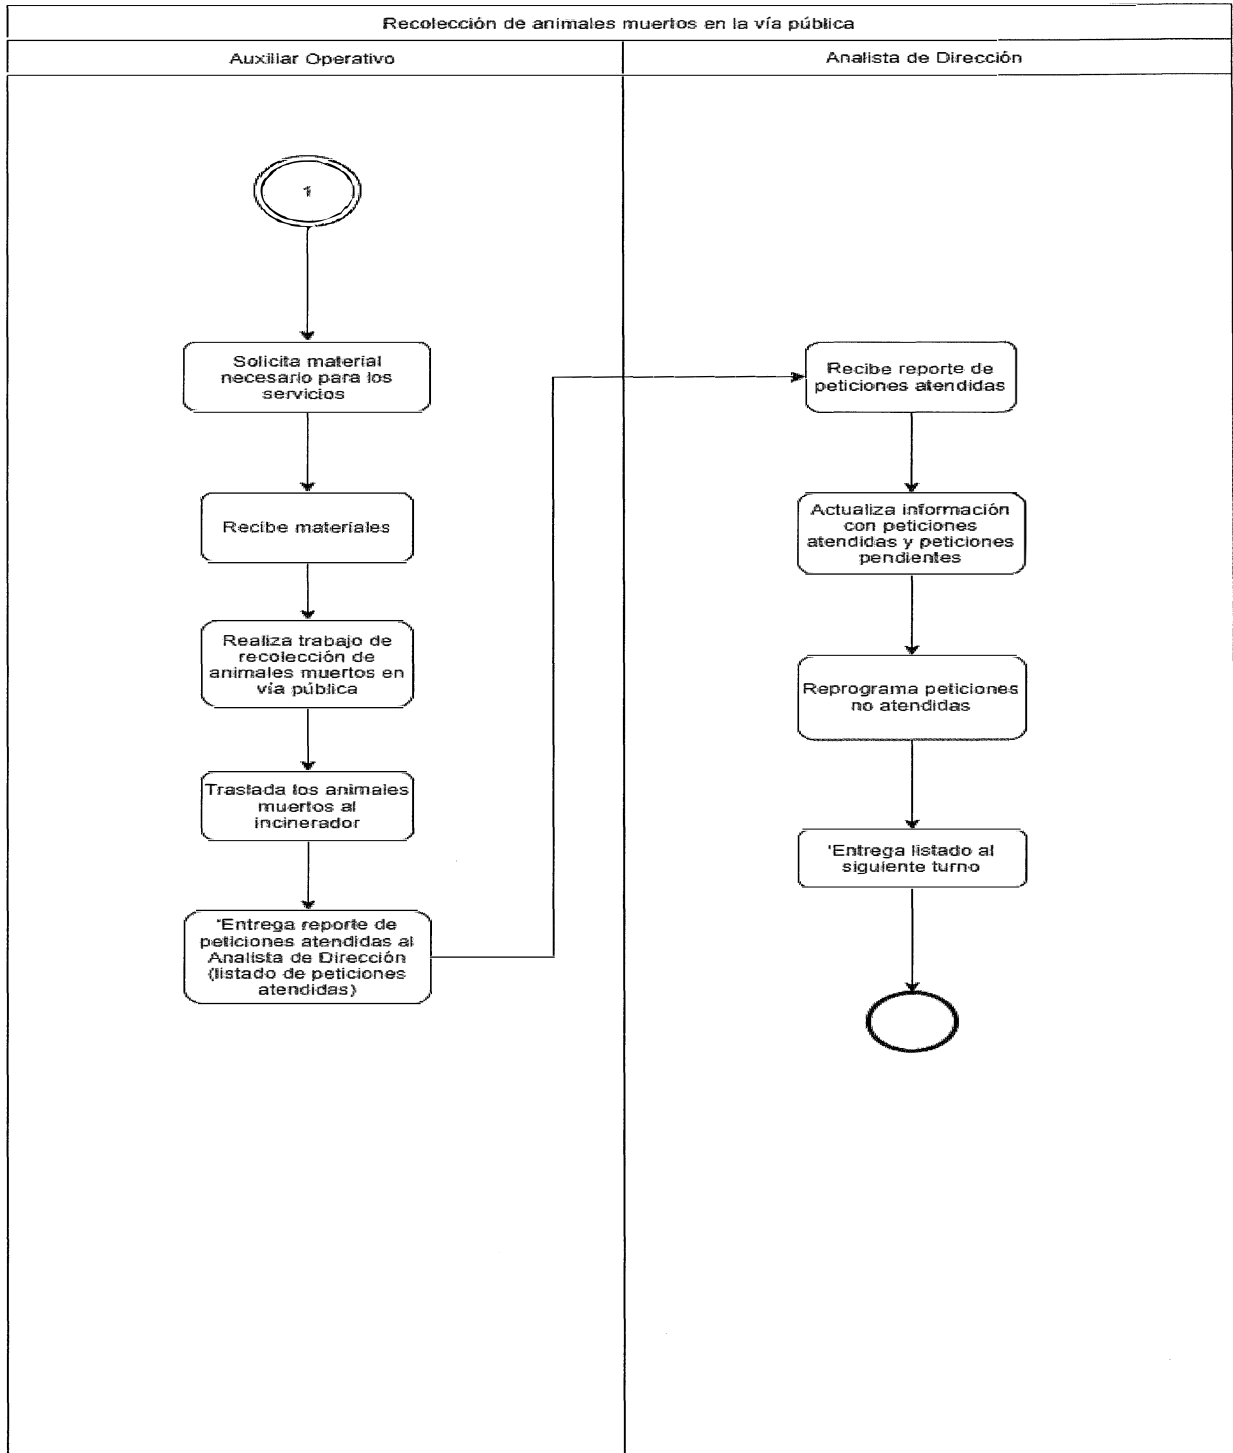 Recolección de animales muertos en la vía pública
Auxiliar Operativo
Analista de Dirección
1
Solicita material
necesario para los
servicios
Recibe materiales
Realiza trabajo de
recolección de
animales muertos en
vía pública
Traslada los animales
muertos al
incinerador
'Entrega reporte de
peticiones atendidas al
Analista de Dirección
(listado de peticiones
atendidas)
Recibe reporte de
peticiones atendidas
Actualiza información
con peticiones
atendidas y peticiones
pendientes
Reprograma peticiones
no atendidas
'Entrega listado al
siguiente turno